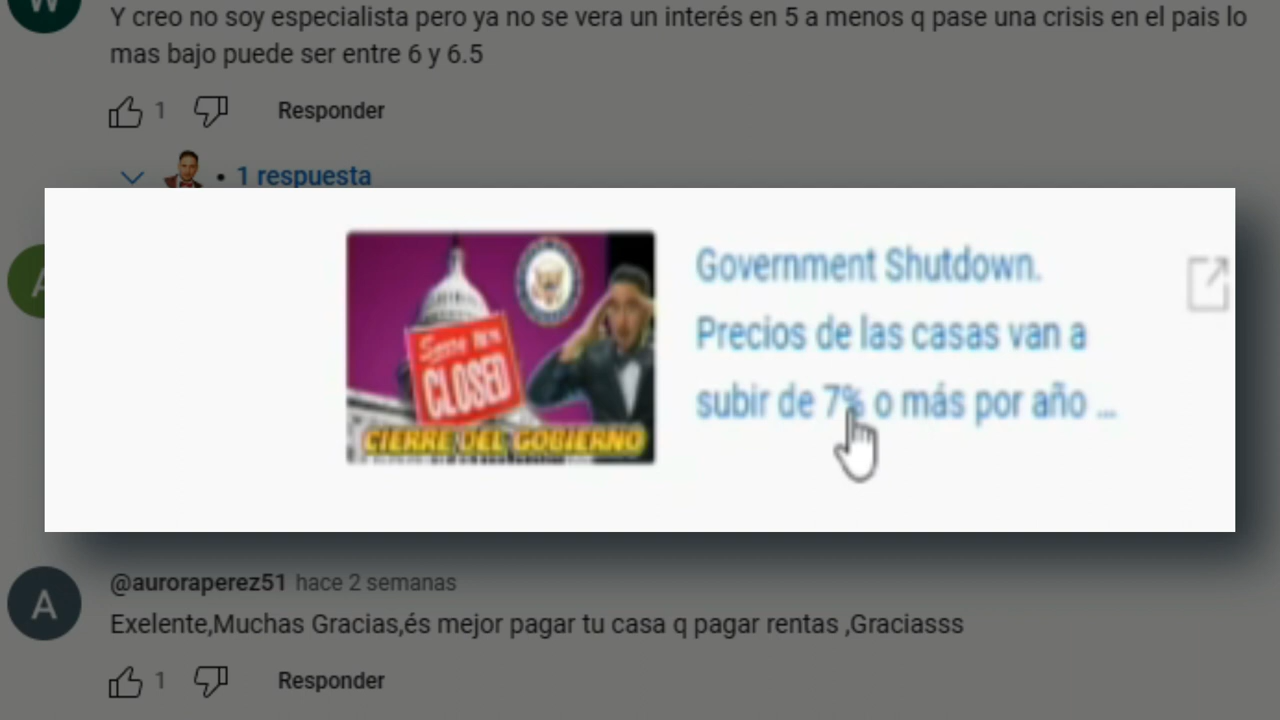 W
Y creo no soy especialista pero ya no se vera un interés en 5 a menos q pase una crisis en el pais lo
mas bajo puede ser entre 6 y 6.5
1
Responder
• 1 respuesta
A
Sorry we're
CLOSED
CIERRE DEL GOBIERNO
Government Shutdown.
Precios de las casas van a
subir de 7% o más por año ...
A
@auroraperez51 hace 2 semanas
Exelente,Muchas Gracias,és mejor pagar tu casa q pagar rentas ,Graciasss
1
Responder